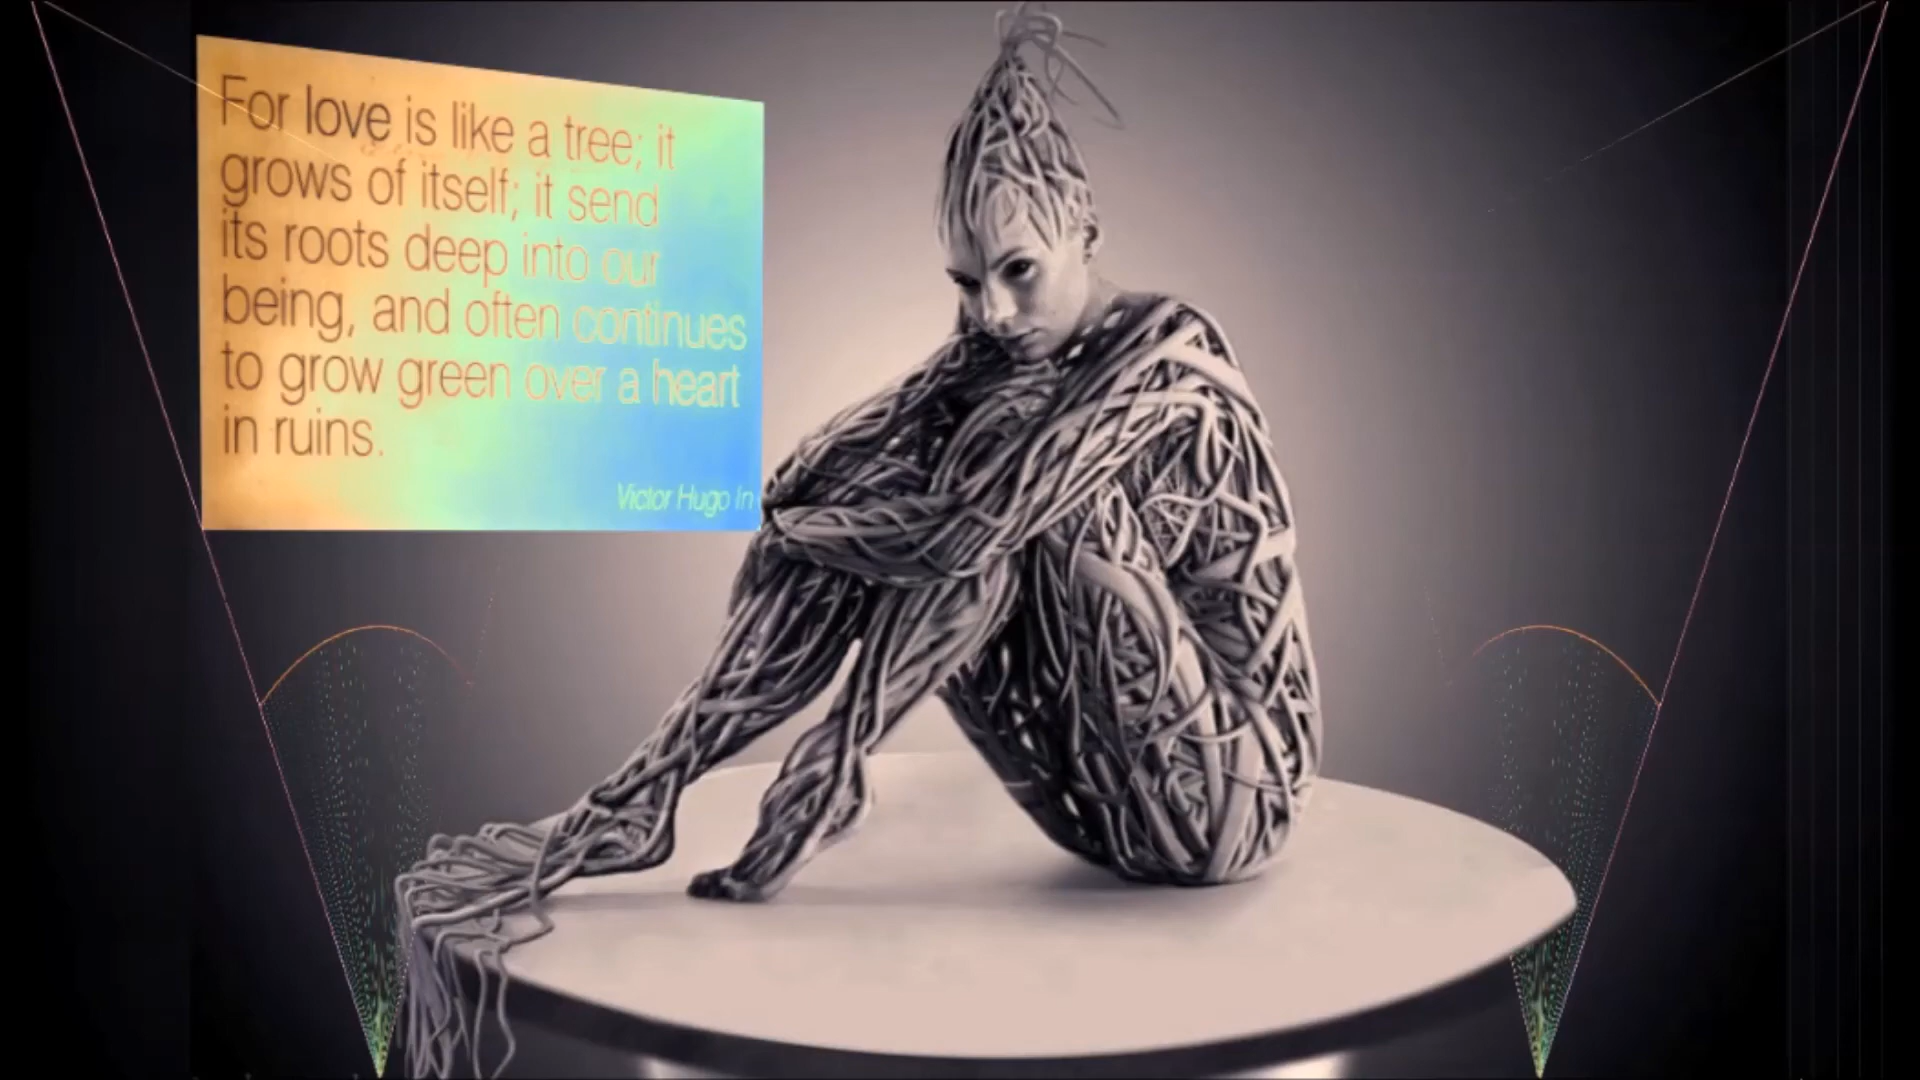 For love is like a tree; it
grows of itself; it send
its roots deep into our
being, and often continues
to grow green over a heart
in ruins.
Victor Hugo In